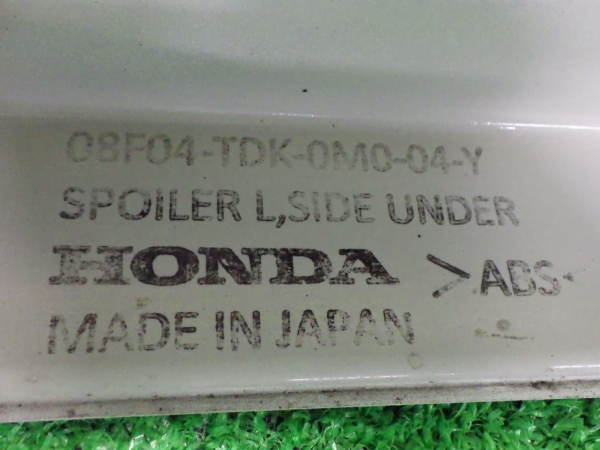 08F04-TDK-0M0-04-Y
SPOILER L,SIDE UNDER
HONDA >ABS<
MADE IN JAPAN